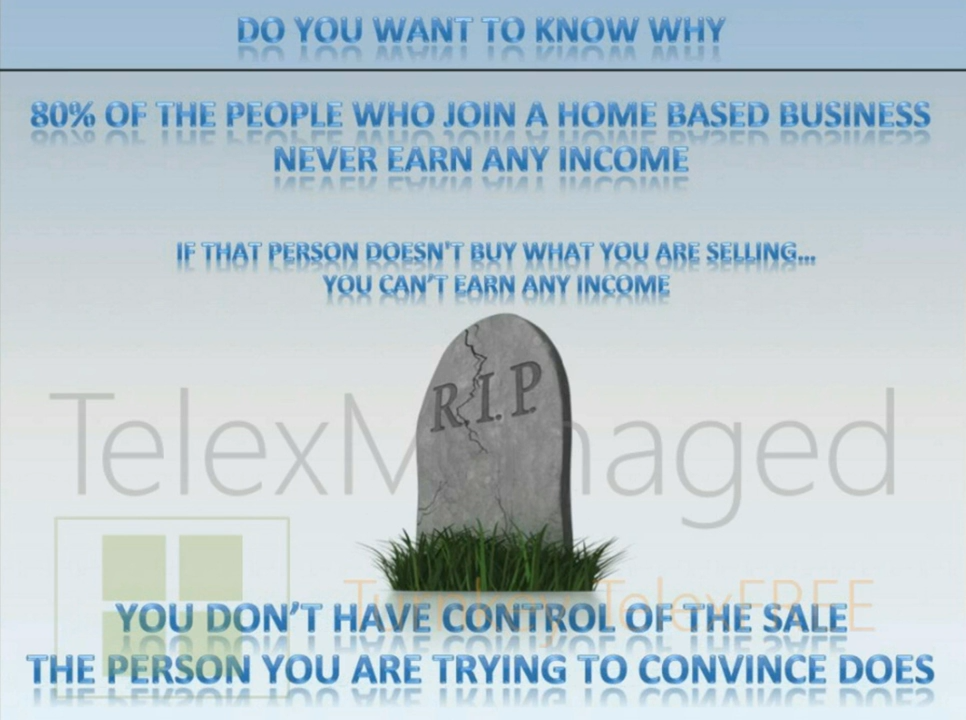 DO YOU WANT TO KNOW WHY
80% OF THE PEOPLE WHO JOIN A HOME BASED BUSINESS
NEVER EARN ANY INCOME
IF THAT PERSON DOESN'T BUY WHAT YOU ARE SELLING...
YOU CAN'T EARN ANY INCOME
R.I.P.
TelexManaged
Turnkey TelexFREE
YOU DON'T HAVE CONTROL OF THE SALE
THE PERSON YOU ARE TRYING TO CONVINCE DOES